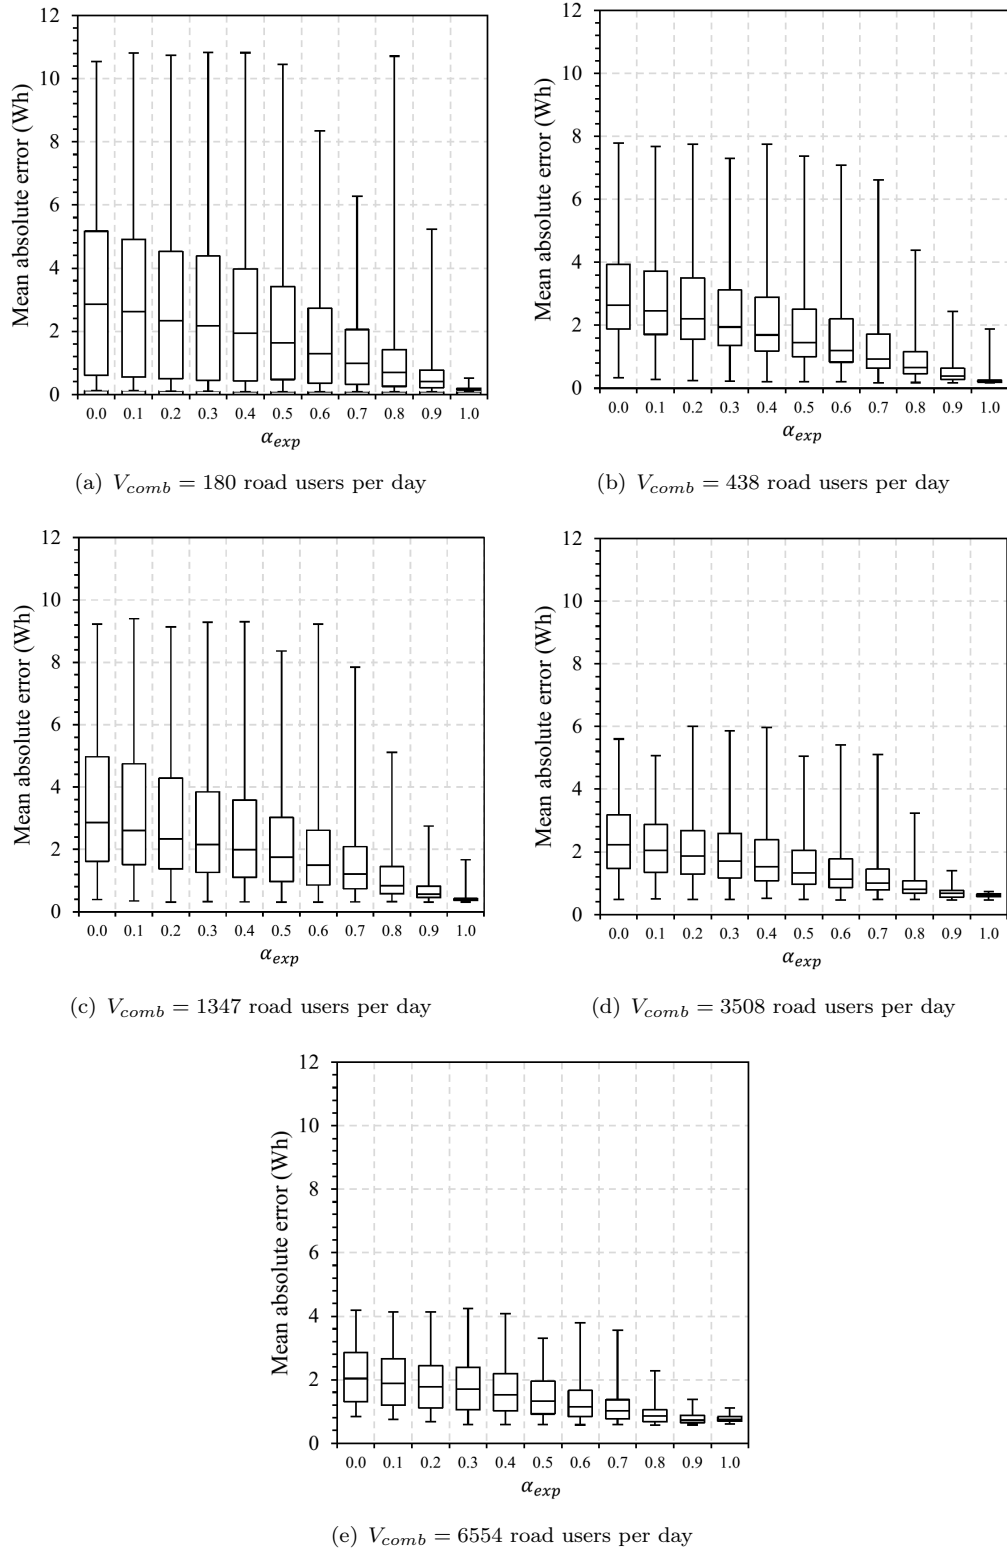 12
10
8
6
4
2
0
Mean absolute error (Wh)
0.0 0.1 0.2 0.3 0.4 0.5 0.6 0.7 0.8 0.9 1.0
α_exp
(a) V_comb = 180 road users per day
12
10
8
6
4
2
0
Mean absolute error (Wh)
0.0 0.1 0.2 0.3 0.4 0.5 0.6 0.7 0.8 0.9 1.0
α_exp
(b) V_comb = 438 road users per day
12
10
8
6
4
2
0
Mean absolute error (Wh)
0.0 0.1 0.2 0.3 0.4 0.5 0.6 0.7 0.8 0.9 1.0
α_exp
(c) V_comb = 1347 road users per day
12
10
8
6
4
2
0
Mean absolute error (Wh)
0.0 0.1 0.2 0.3 0.4 0.5 0.6 0.7 0.8 0.9 1.0
α_exp
(d) V_comb = 3508 road users per day
12
10
8
6
4
2
0
Mean absolute error (Wh)
0.0 0.1 0.2 0.3 0.4 0.5 0.6 0.7 0.8 0.9 1.0
α_exp
(e) V_comb = 6554 road users per day